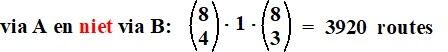 via A en niet via B: (8 4) · 1 · (8 3) = 3920 routes